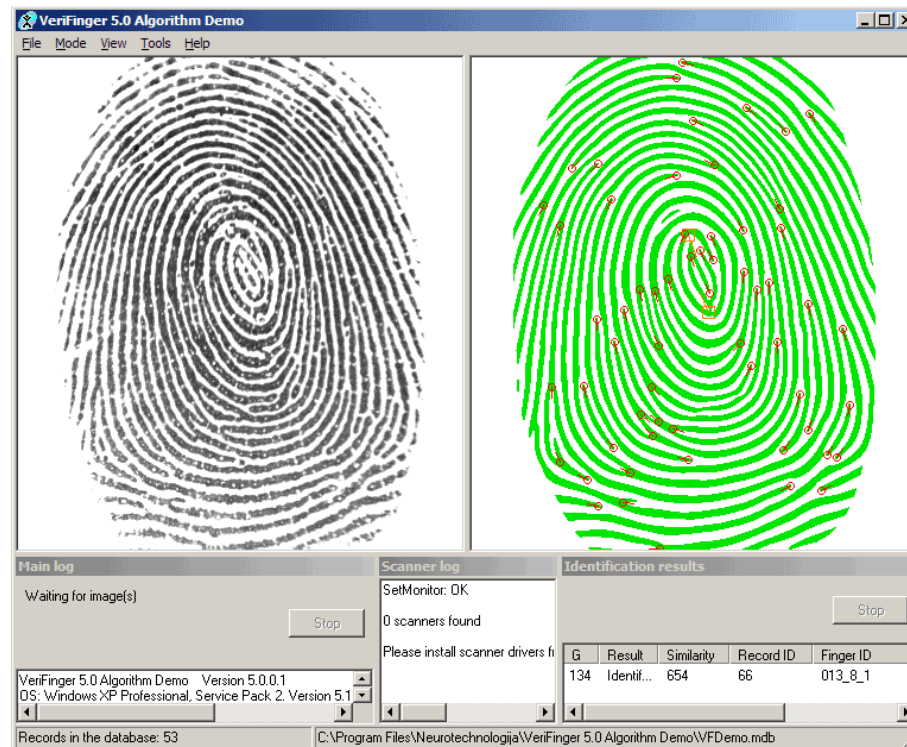 VeriFinger 5.0 Algorithm Demo
File Mode View Tools Help
Main log
Waiting for image(s)
Stop
VeriFinger 5.0 Algorithm Demo Version 5.0.0.1
OS: Windows XP Professional, Service Pack 2. Version 5.1
Scanner log
SetMonitor: OK
0 scanners found
Please install scanner drivers fr
Identification results
Stop
G Result Similarity Record ID Finger ID
134 Identif... 654 66 013_8_1
Records in the database: 53
C:\Program Files\Neurotechnologija\VeriFinger 5.0 Algorithm Demo\VFDemo.mdb